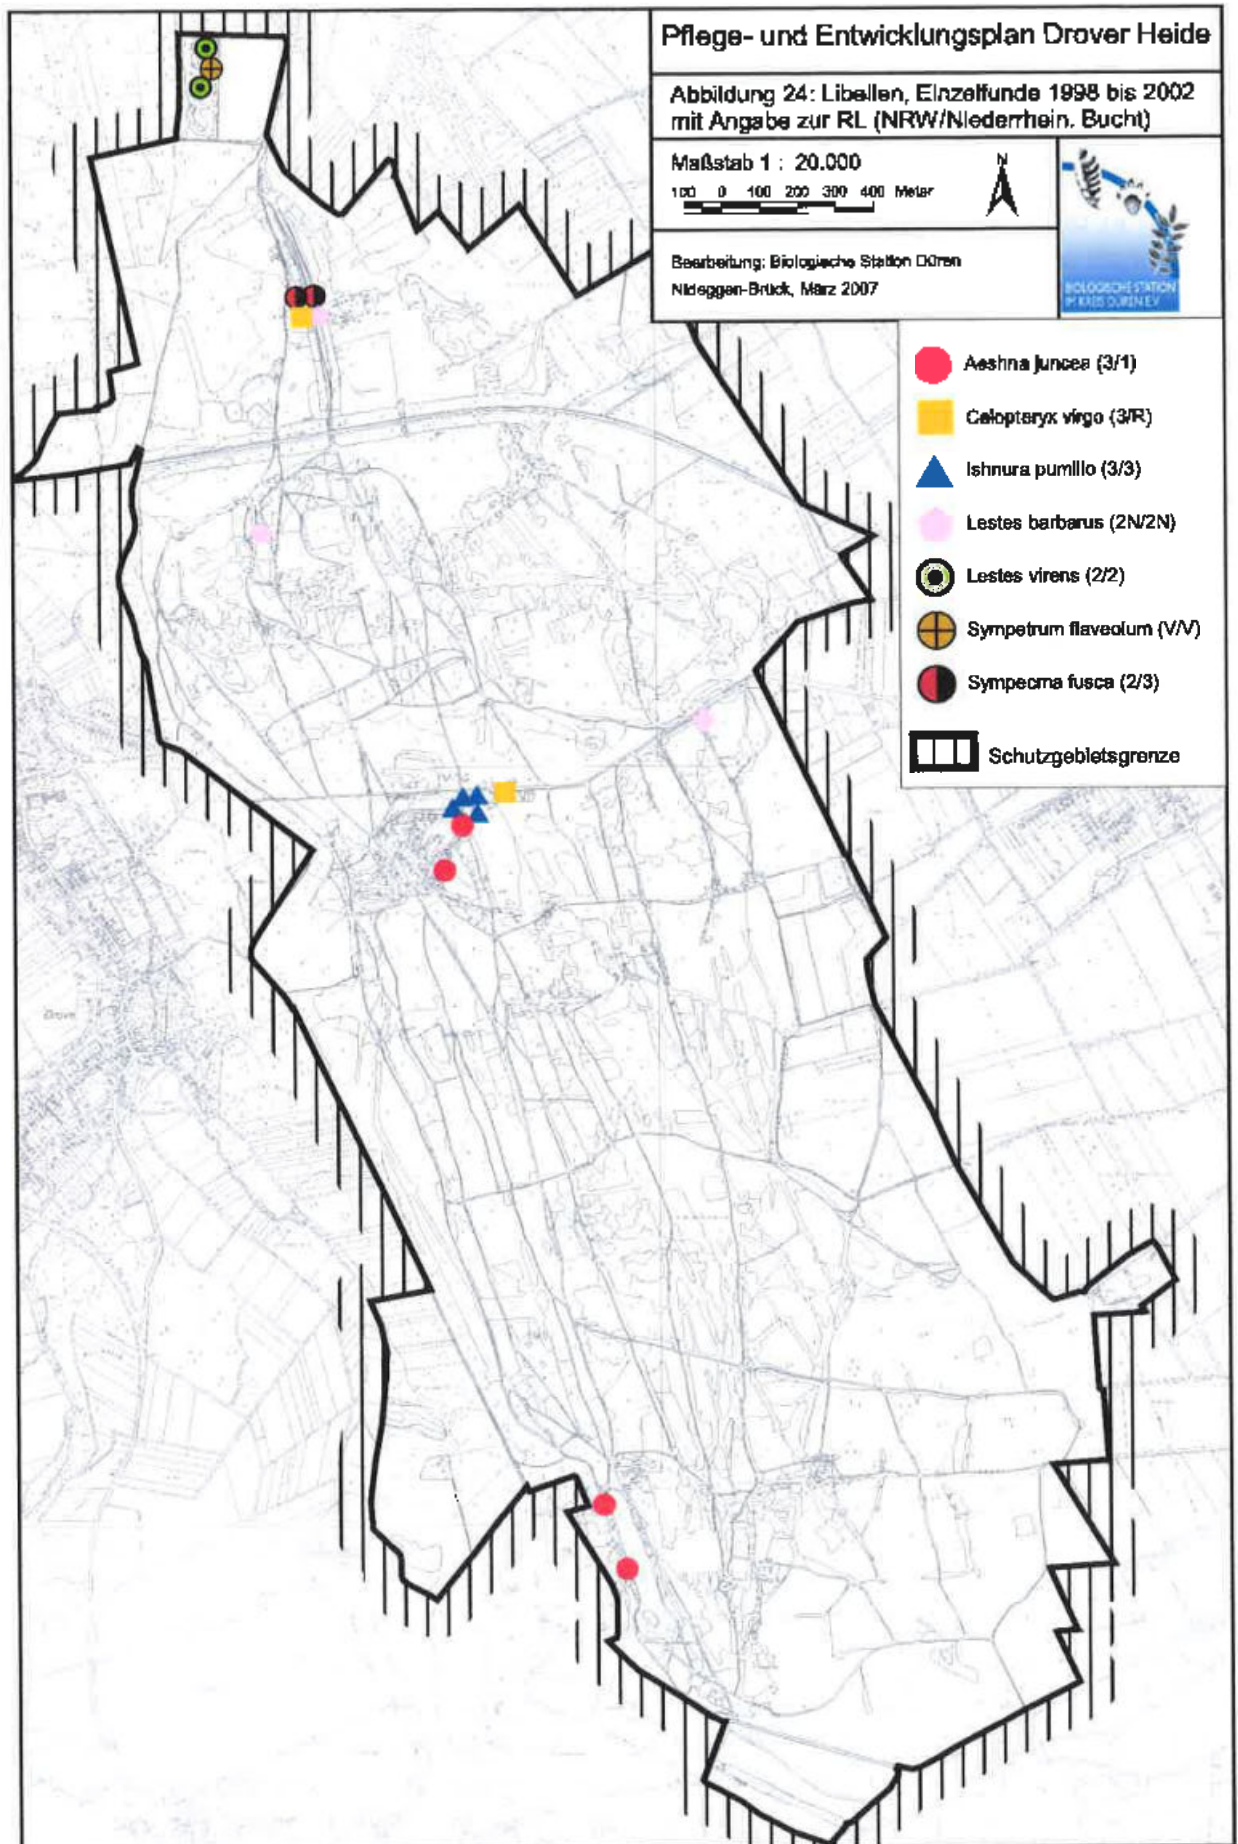 Pflege- und Entwicklungsplan Drover Heide
Abbildung 24: Libellen, Einzelfunde 1998 bis 2002
mit Angabe zur RL (NRW/Niederrhein. Bucht)
Maßstab 1 : 20.000
N
100 0 100 200 300 400 Meter
Bearbeitung: Biologische Station Düren
Nideggen-Brück, März 2007
BIOLOGISCHE STATION
IM KREIS DÜREN E.V.
Aeshna juncea (3/1)
Calopteryx virgo (3/R)
Ishnura pumilio (3/3)
Lestes barbarus (2N/2N)
Lestes virens (2/2)
Sympetrum flaveolum (V/V)
Sympecma fusca (2/3)
Schutzgebietsgrenze
Drove